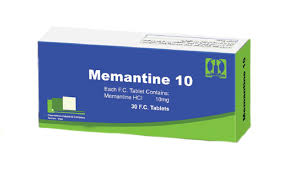 Memantine 10
Each F.C. Tablet Contains:
Memantine HCl 10mg
30 F.C. Tablets